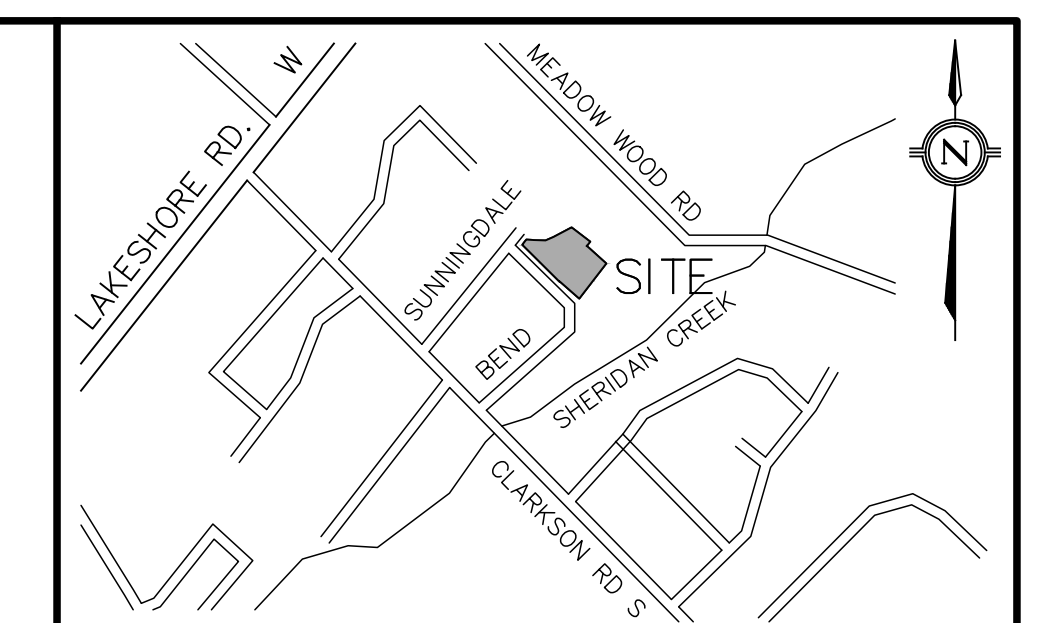 LAKESHORE RD. W
MEADOW WOOD RD
N
SUNNINGDALE
BEND
SITE
SHERIDAN CREEK
CLARKSON RD S